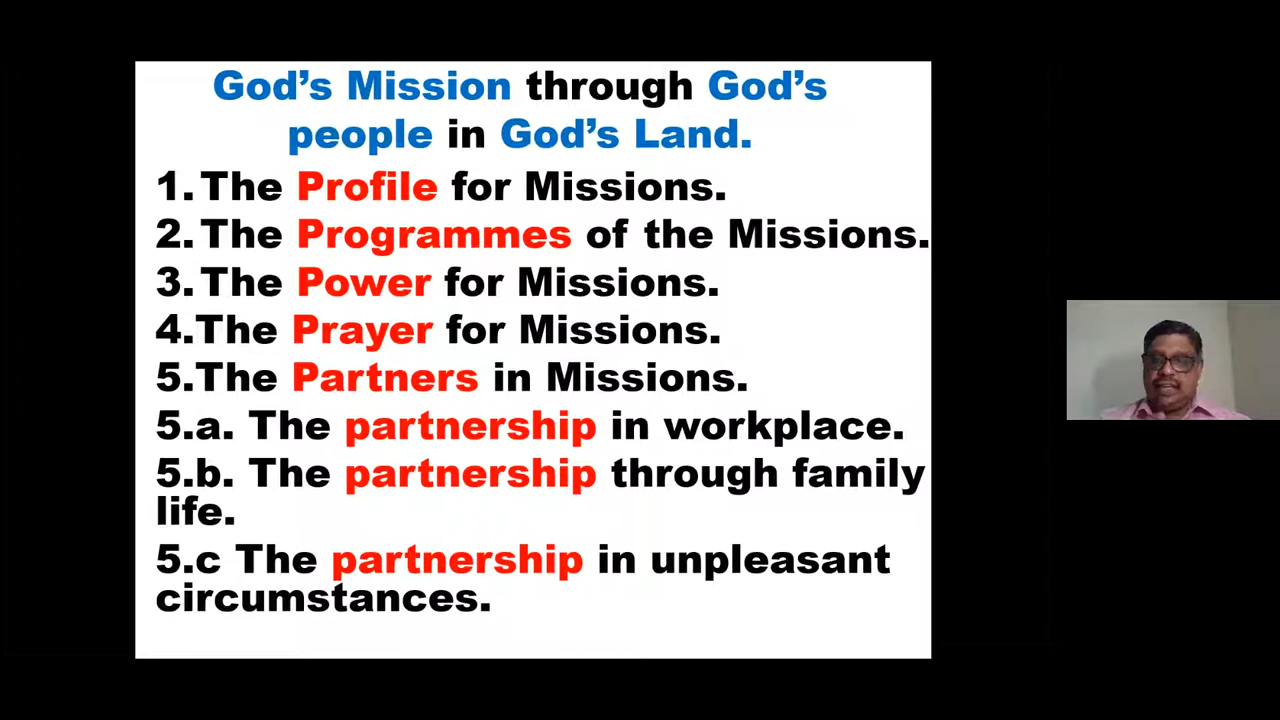 God’s Mission through God’s
people in God’s Land.
1. The Profile for Missions.
2. The Programmes of the Missions.
3. The Power for Missions.
4.The Prayer for Missions.
5.The Partners in Missions.
5.a. The partnership in workplace.
5.b. The partnership through family
life.
5.c The partnership in unpleasant
circumstances.